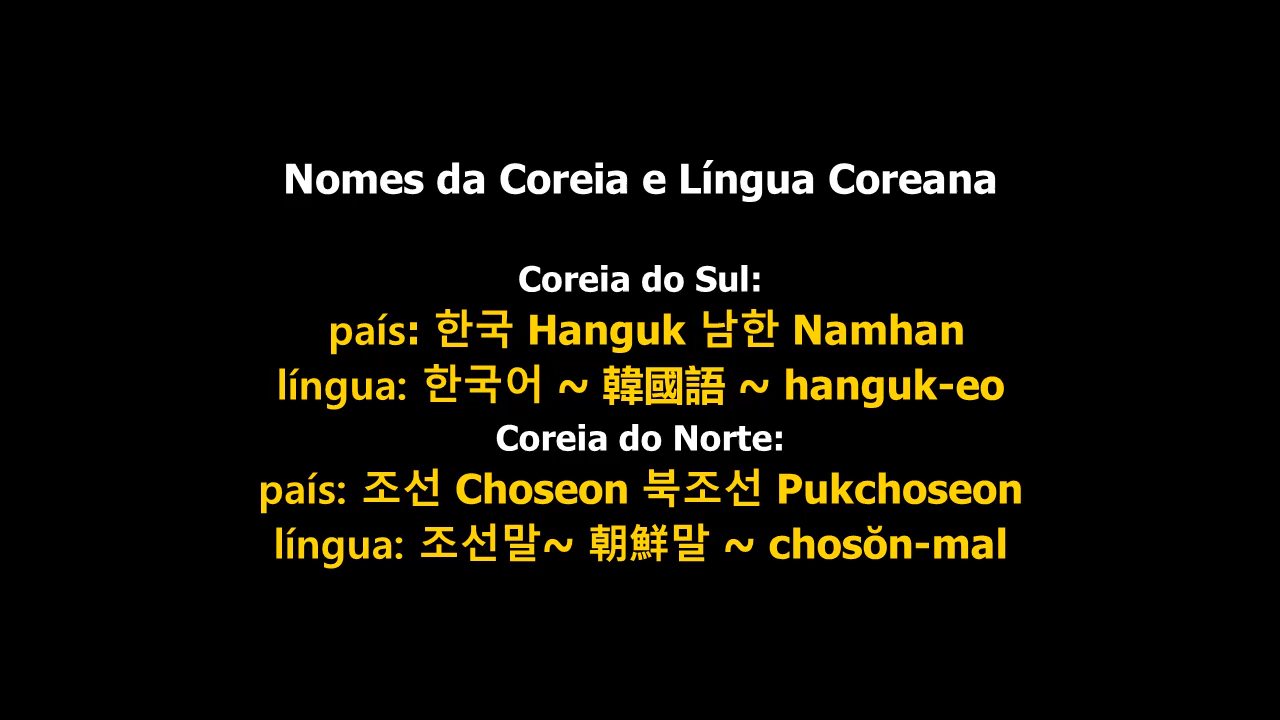 Nomes da Coreia e Língua Coreana
Coreia do Sul:
país: 한국 Hanguk 남한 Namhan
língua: 한국어 ~ 韓國語 ~ hanguk-eo
Coreia do Norte:
país: 조선 Choseon 북조선 Pukchoseon
língua: 조선말~ 朝鮮말 ~ chosŏn-mal